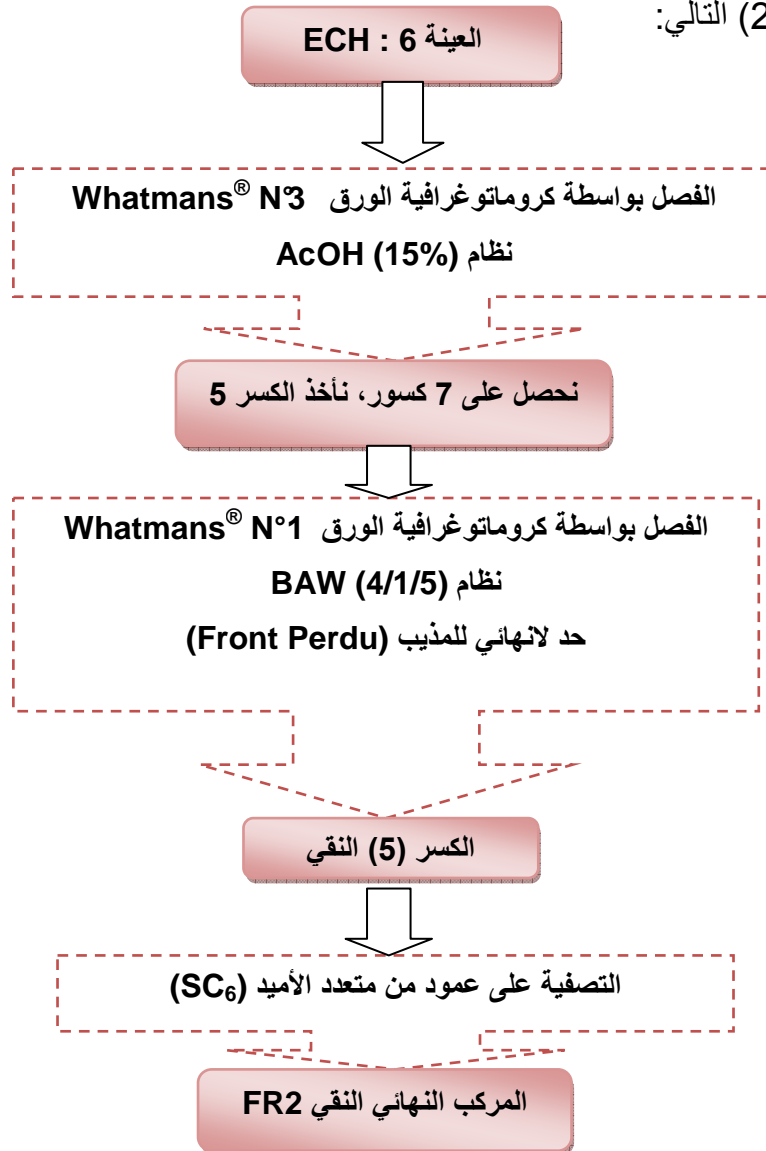 2) التالي:
العينة 6 : ECH
الفصل بواسطة كروماتوغرافية الورق Whatmans® N°3
نظام AcOH (15%)
نحصل على 7 كسور، نأخذ الكسر 5
الفصل بواسطة كروماتوغرافية الورق Whatmans® N°1
نظام BAW (4/1/5)
حد لانهائي للمذيب (Front Perdu)
الكسر (5) النقي
التصفية على عمود من متعدد الأميد (SC₆)
المركب النهائي النقي FR2